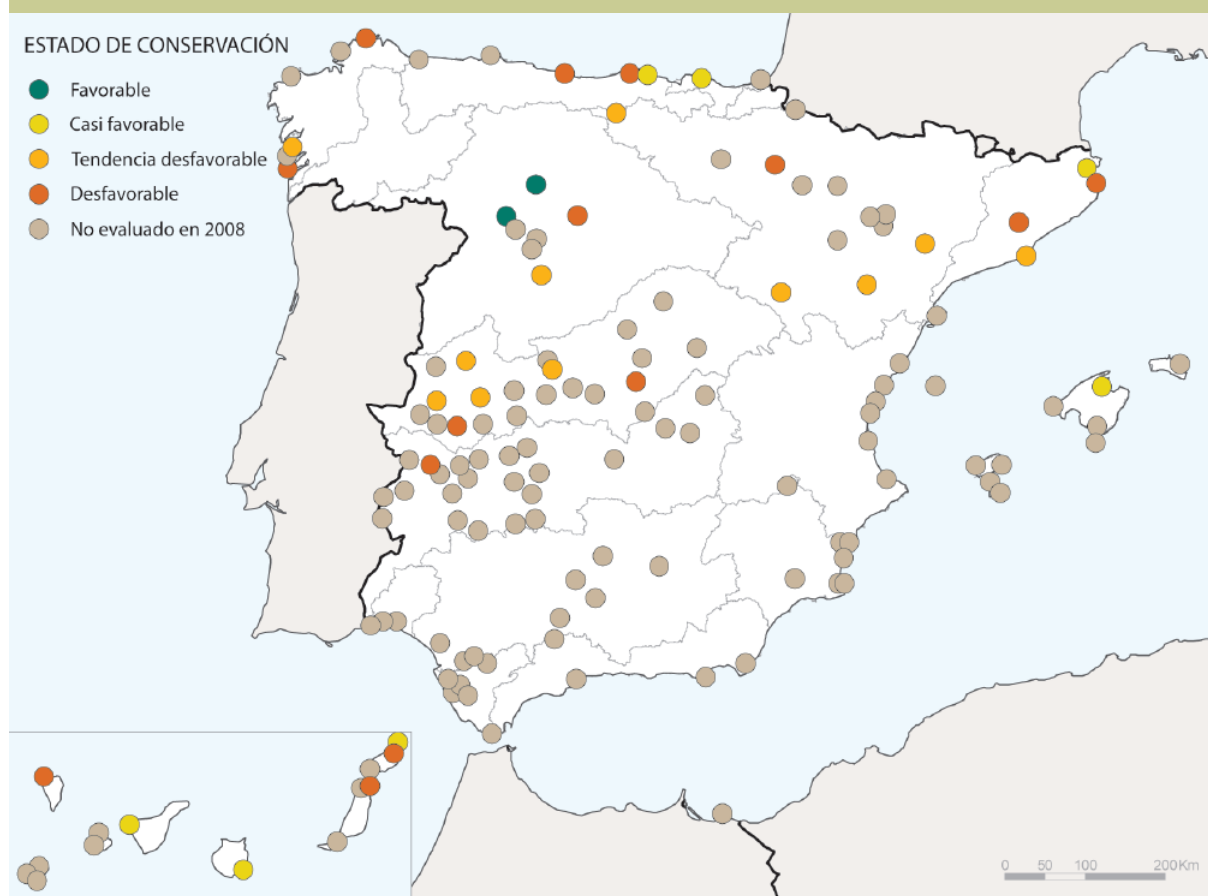 ESTADO DE CONSERVACIÓN
Favorable
Casi favorable
Tendencia desfavorable
Desfavorable
No evaluado en 2008
0 50 100 200Km